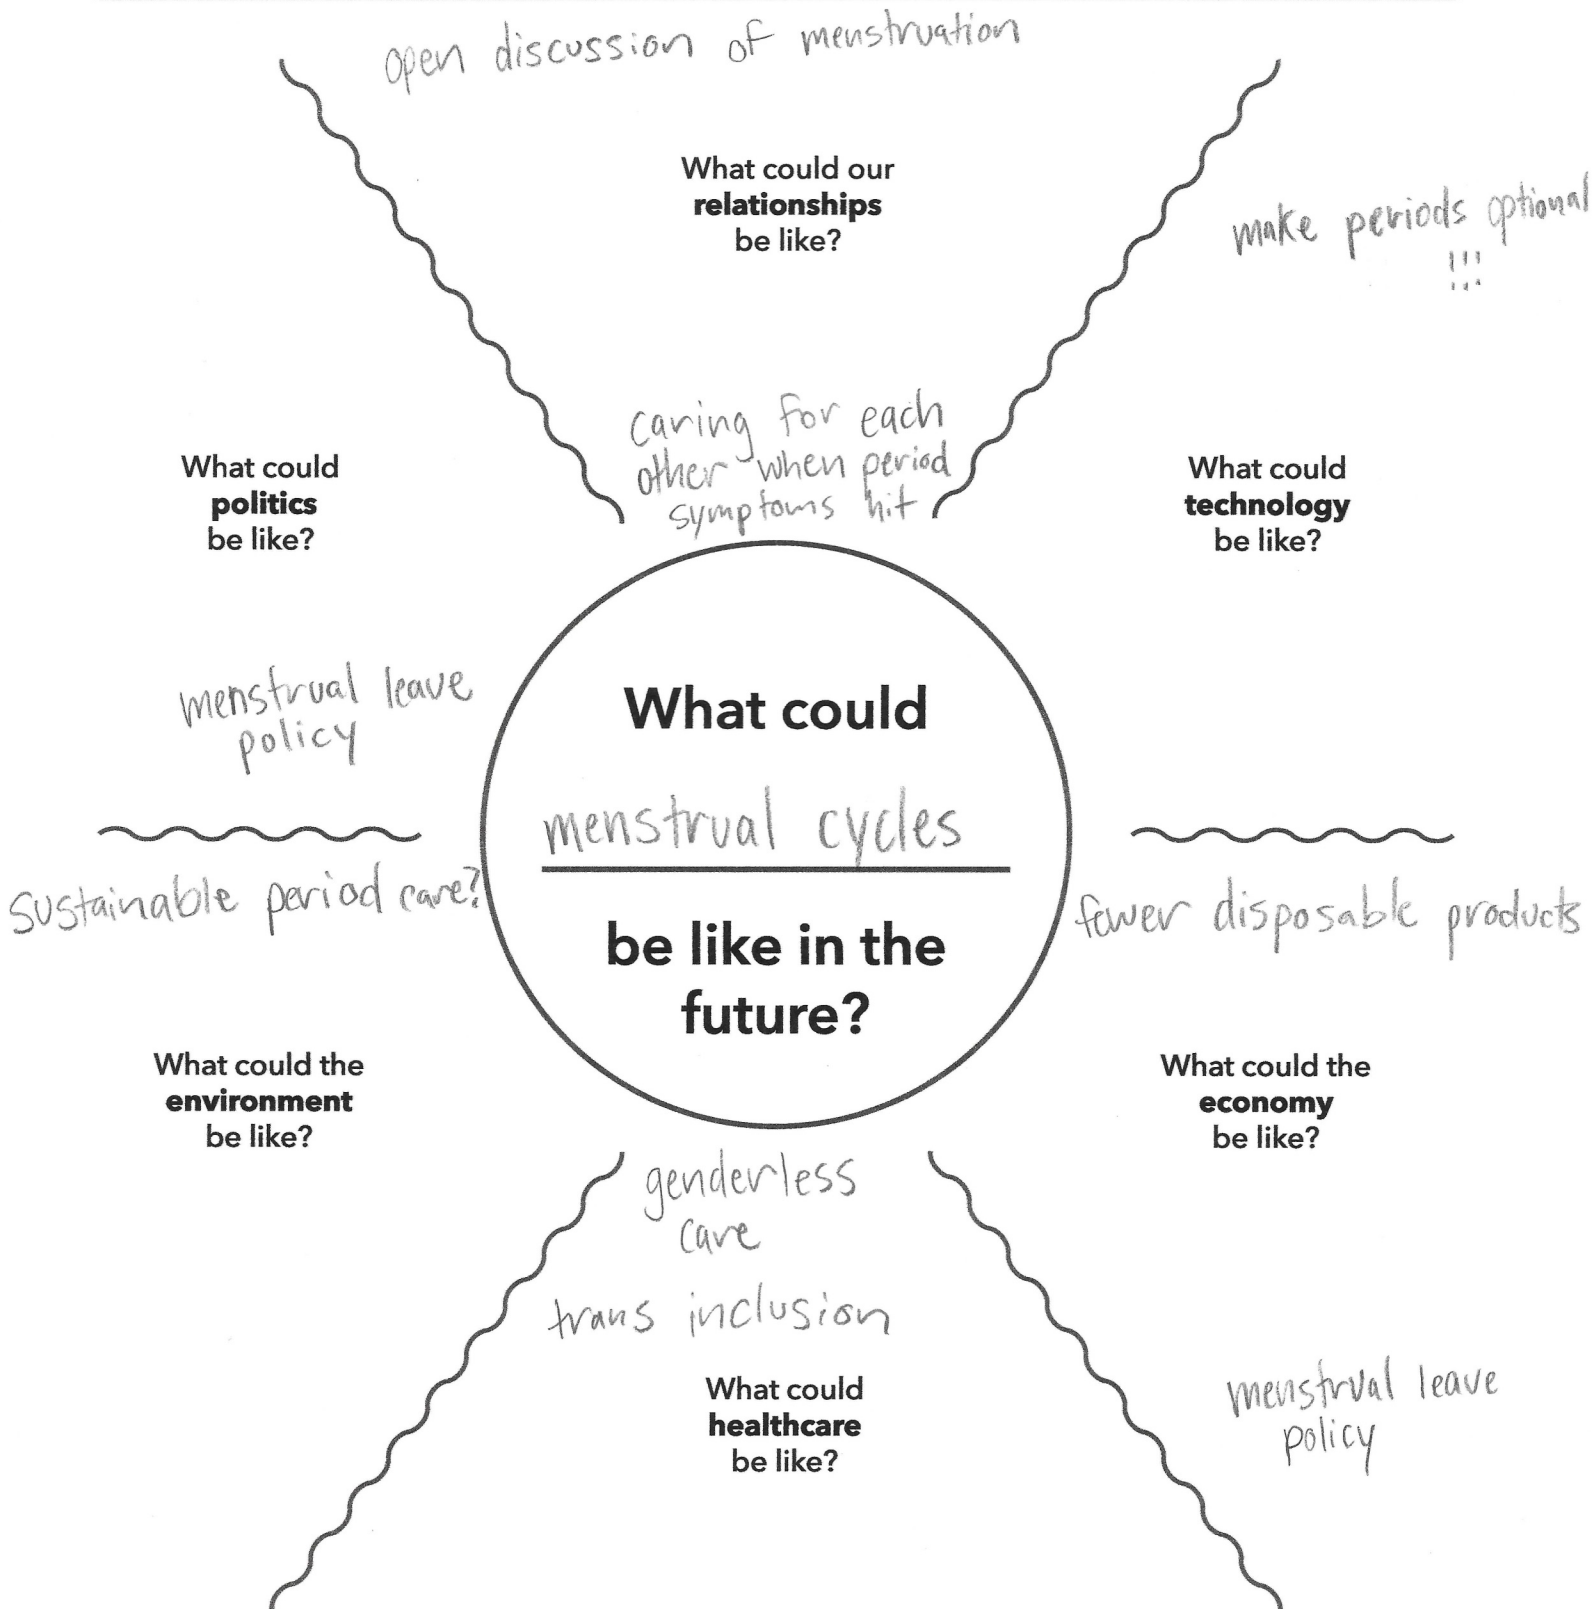 open discussion of menstruation
What could our
relationships
be like?
caring for each
other when period
symptoms hit
make periods optional
!!!
What could
technology
be like?
What could
politics
be like?
menstrual leave
policy
What could
menstrual cycles
be like in the
future?
sustainable period care?
What could the
environment
be like?
fewer disposable products
What could the
economy
be like?
menstrual leave
policy
genderless
care
trans inclusion
What could
healthcare
be like?